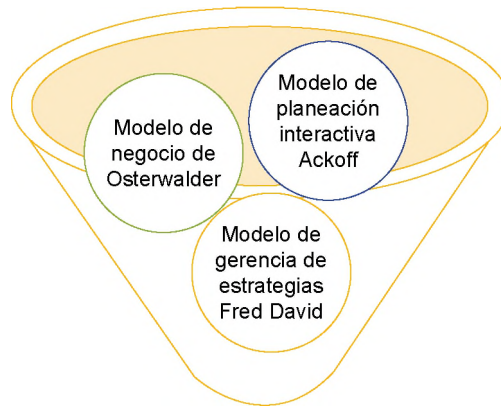 Modelo de
negocio de
Osterwalder
Modelo de
planeación
interactiva
Ackoff
Modelo de
gerencia de
estrategias
Fred David